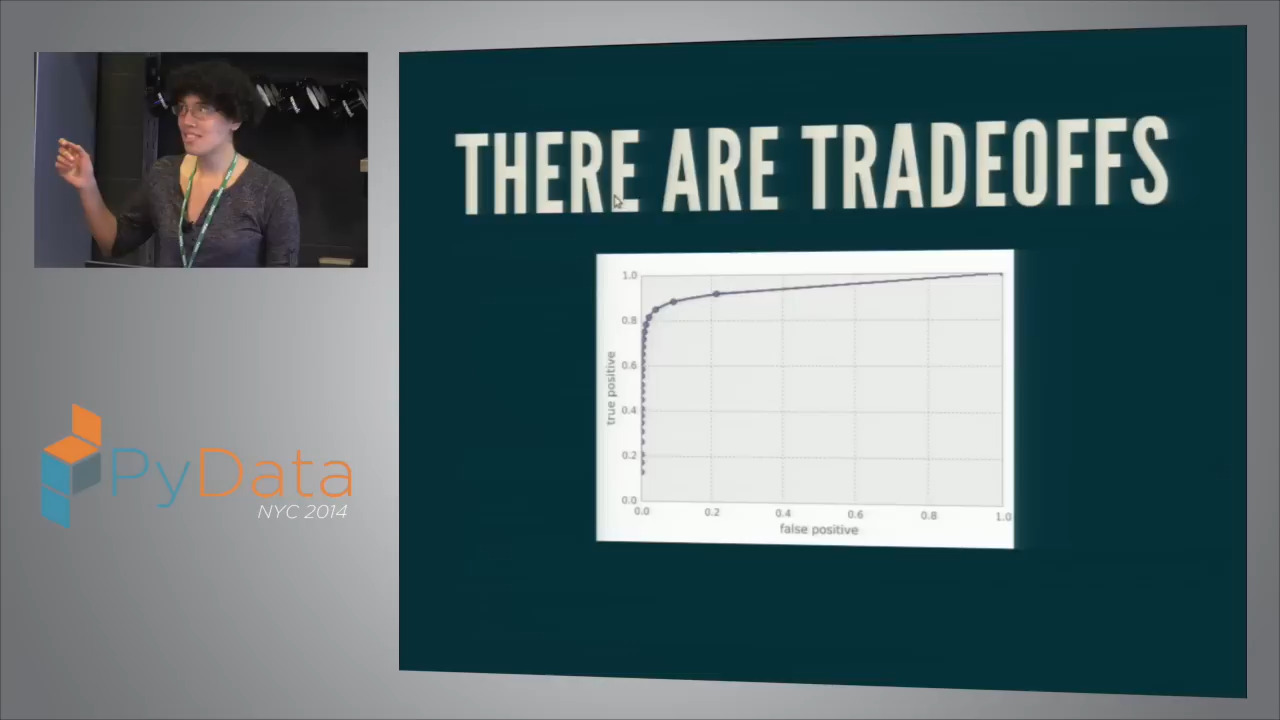 THERE ARE TRADEOFFS
1.0
0.8
0.6
0.4
0.2
0.0
true positive
0.0 0.2 0.4 0.6 0.8 1.0
false positive
PyData
NYC 2014